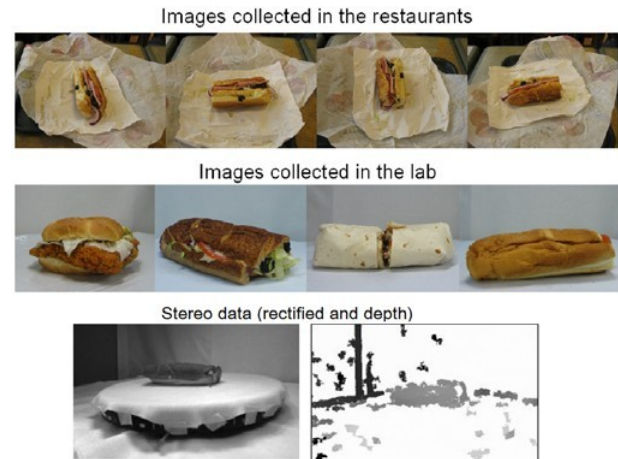 Images collected in the restaurants
Images collected in the lab
Stereo data (rectified and depth)